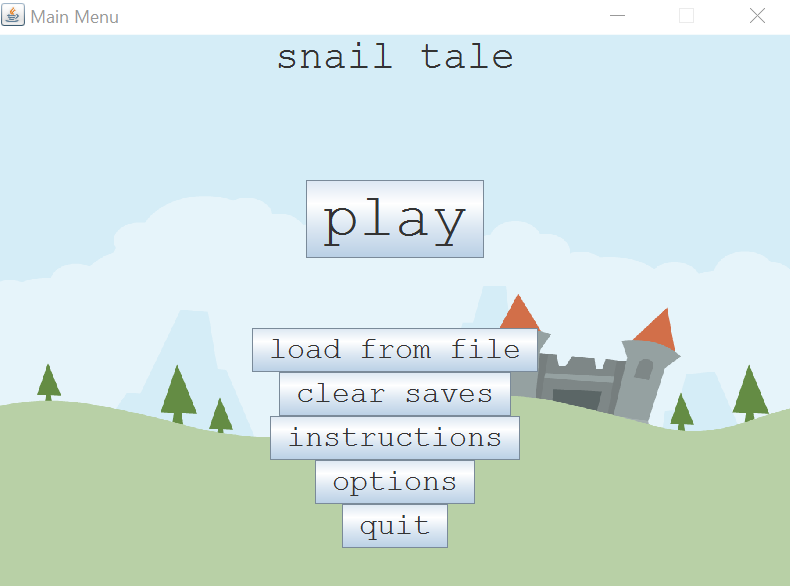 Main Menu
snail tale
play
load from file
clear saves
instructions
options
quit